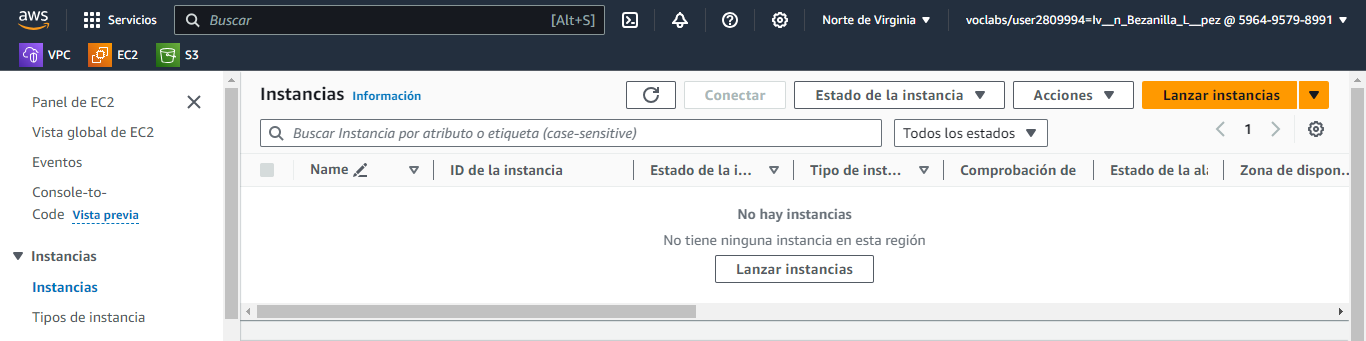 aws Servicios Buscar [Alt+S] Norte de Virginia voclabs/user2809994=Iv__n_Bezanilla_L__pez @ 5964-9579-8991
VPC EC2 S3
Panel de EC2
Vista global de EC2
Eventos
Console-to-
Code Vista previa
Instancias
Instancias
Tipos de instancia
Instancias Información Conectar Estado de la instancia Acciones Lanzar instancias
Buscar Instancia por atributo o etiqueta (case-sensitive) Todos los estados 1
Name ID de la instancia Estado de la i... Tipo de inst... Comprobación de Estado de la ala Zona de dispon...
No hay instancias
No tiene ninguna instancia en esta región
Lanzar instancias